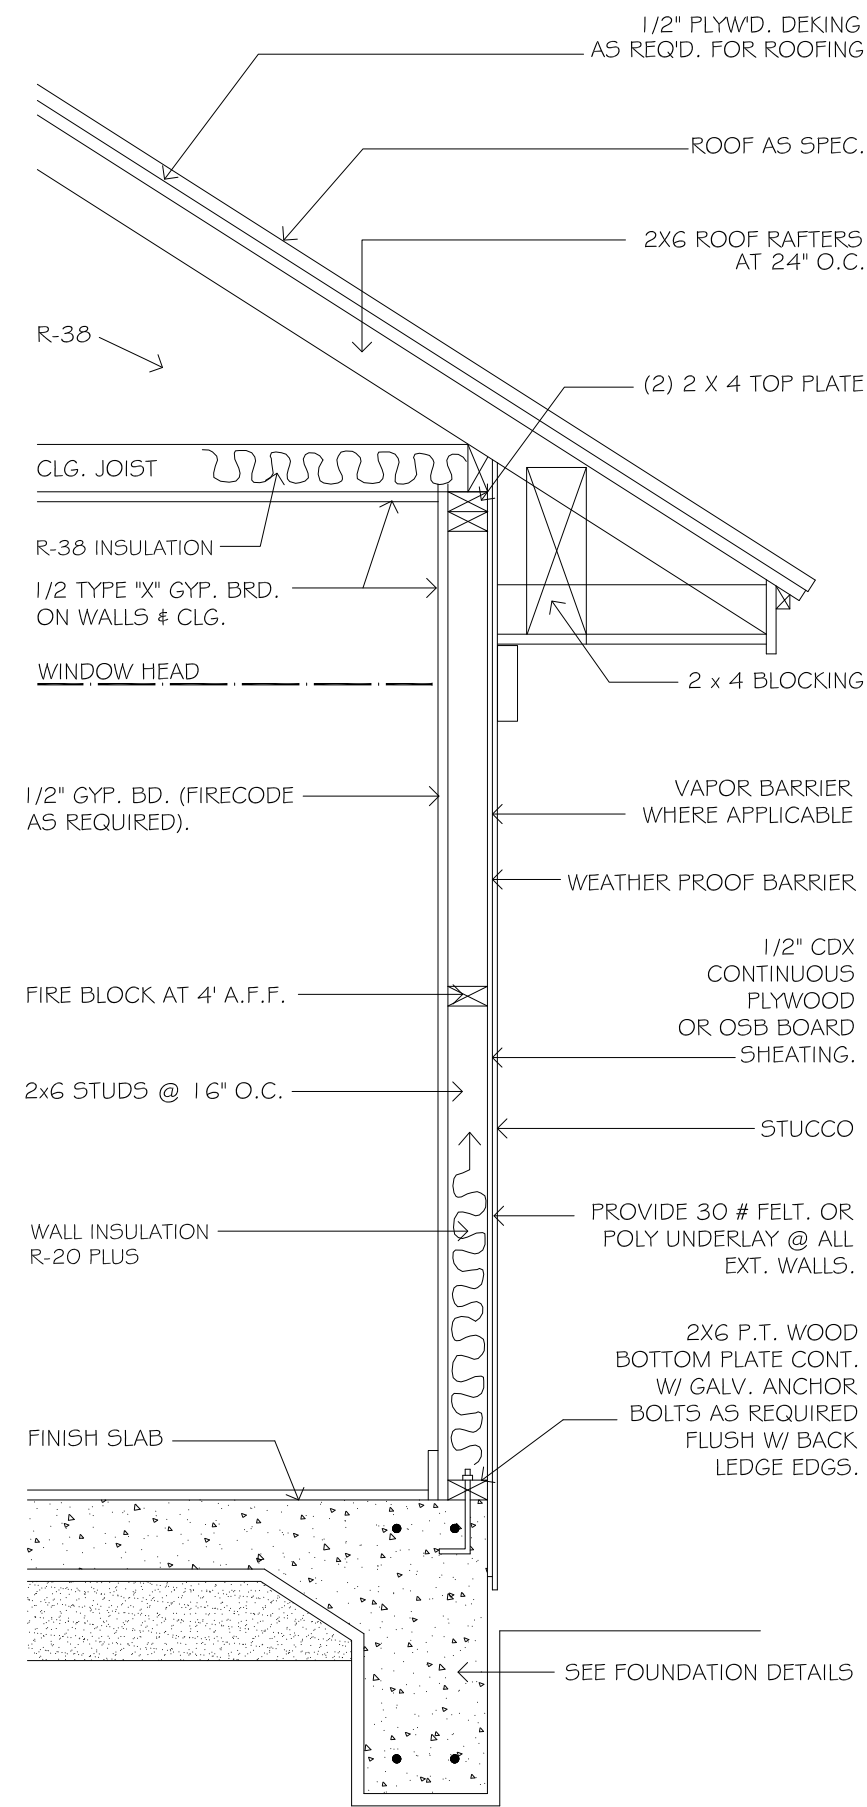 1/2" PLYW'D. DEKING
AS REQ'D. FOR ROOFING
ROOF AS SPEC.
2X6 ROOF RAFTERS
AT 24" O.C.
R-38
(2) 2 X 4 TOP PLATE
CLG. JOIST
R-38 INSULATION
1/2 TYPE "X" GYP. BRD.
ON WALLS & CLG.
WINDOW HEAD
2 x 4 BLOCKING
1/2" GYP. BD. (FIRECODE
AS REQUIRED).
VAPOR BARRIER
WHERE APPLICABLE
WEATHER PROOF BARRIER
1/2" CDX
CONTINUOUS
PLYWOOD
OR OSB BOARD
SHEATING.
FIRE BLOCK AT 4' A.F.F.
2x6 STUDS @ 16" O.C.
STUCCO
WALL INSULATION
R-20 PLUS
PROVIDE 30 # FELT. OR
POLY UNDERLAY @ ALL
EXT. WALLS.
2X6 P.T. WOOD
BOTTOM PLATE CONT.
W/ GALV. ANCHOR
BOLTS AS REQUIRED
FLUSH W/ BACK
LEDGE EDGS.
FINISH SLAB
SEE FOUNDATION DETAILS